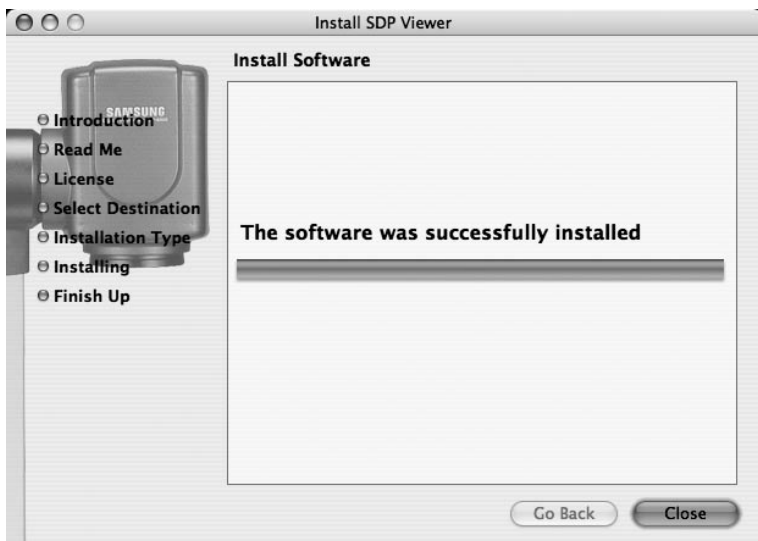 Install SDP Viewer
Install Software
SAMSUNG
Introduction
Read Me
License
Select Destination
Installation Type
Installing
Finish Up
The software was successfully installed
Go Back
Close